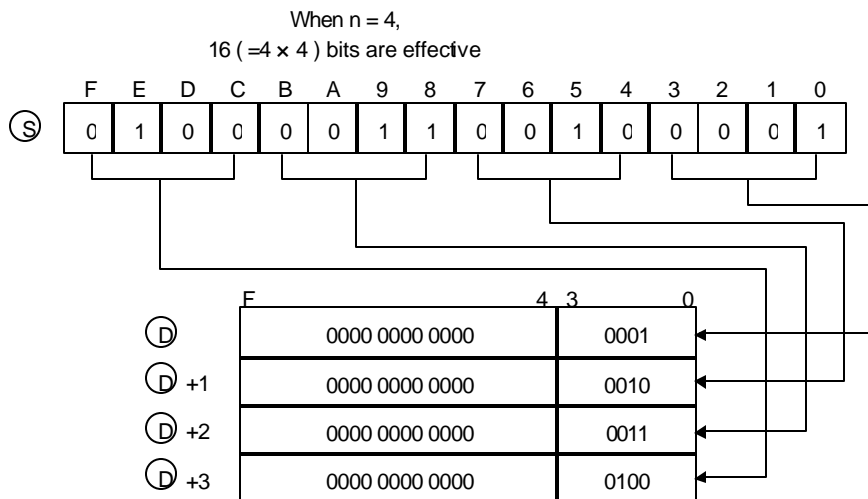 When n = 4,
16 ( =4 × 4 ) bits are effective
F E D C B A 9 8 7 6 5 4 3 2 1 0
S 0 1 0 0 0 0 1 1 0 0 1 0 0 0 0 1
F 4 3 0
D 0000 0000 0000 0001
D +1 0000 0000 0000 0010
D +2 0000 0000 0000 0011
D +3 0000 0000 0000 0100